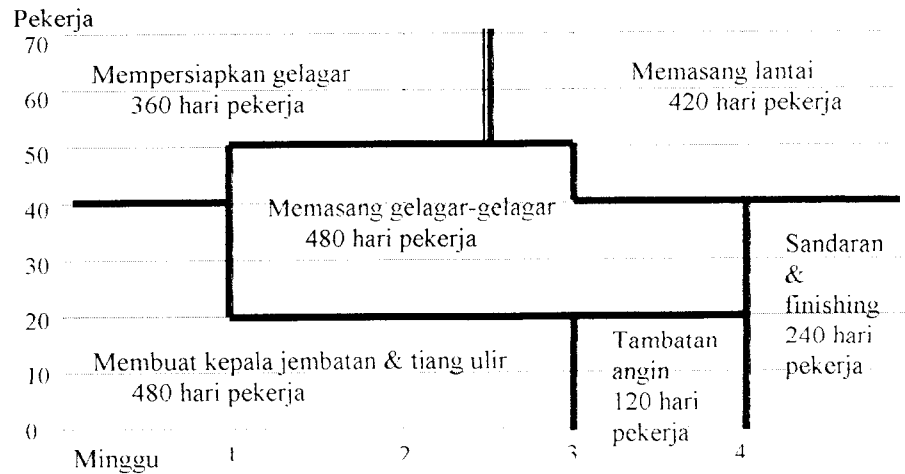 Pekerja
70
Mempersiapkan gelagar
360 hari pekerja
Memasang lantai
420 hari pekerja
60
50
40
Memasang gelagar-gelagar
480 hari pekerja
Sandaran
&
finishing
240 hari
pekerja
30
20
Membuat kepala jembatan & tiang ulir
480 hari pekerja
Tambatan
angin
120 hari
pekerja
10
0
Minggu
1
2
3
4